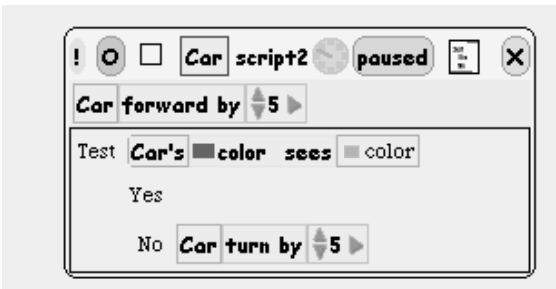 ! O Car script2 paused X
Car forward by 5
Test Car's color sees color
Yes
No Car turn by 5